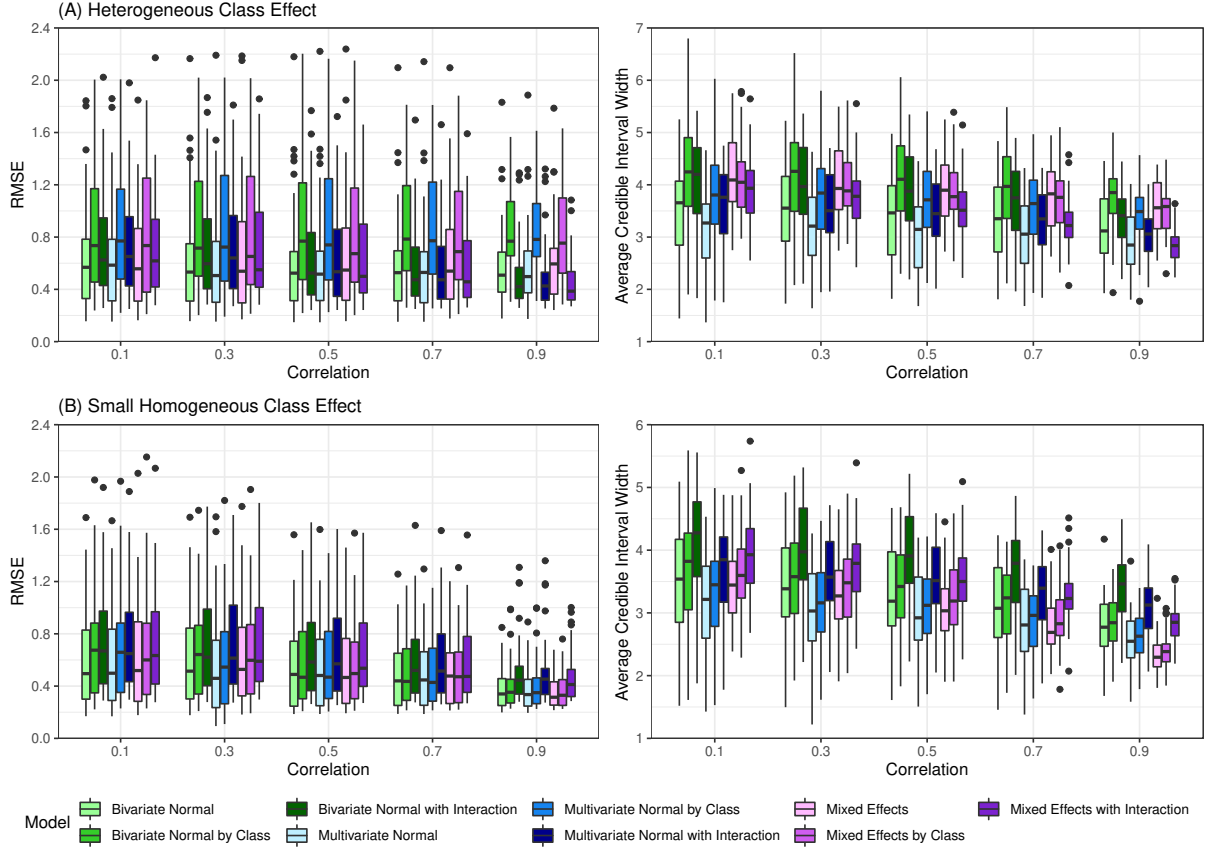 (A) Heterogeneous Class Effect
RMSE
2.4
2.0
1.6
1.2
0.8
0.4
0.0
0.1 0.3 0.5 0.7 0.9
Correlation
Average Credible Interval Width
7
6
5
4
3
2
1
0.1 0.3 0.5 0.7 0.9
Correlation
(B) Small Homogeneous Class Effect
RMSE
2.4
2.0
1.6
1.2
0.8
0.4
0.0
0.1 0.3 0.5 0.7 0.9
Correlation
Average Credible Interval Width
6
5
4
3
2
1
0.1 0.3 0.5 0.7 0.9
Correlation
Model
Bivariate Normal
Bivariate Normal by Class
Bivariate Normal with Interaction
Multivariate Normal
Multivariate Normal by Class
Multivariate Normal with Interaction
Mixed Effects
Mixed Effects by Class
Mixed Effects with Interaction